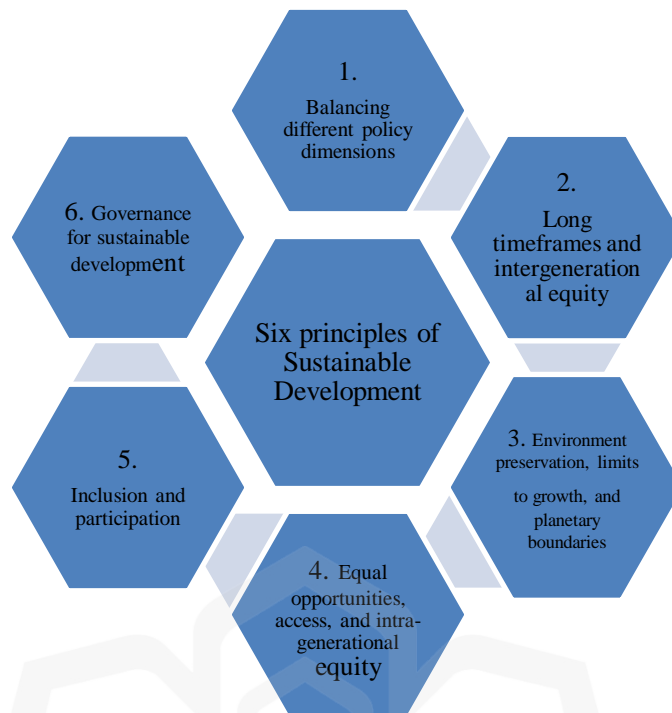 1.
Balancing
different policy
dimensions
2.
Long
timeframes and
intergeneration
al equity
3. Environment
preservation, limits
to growth, and
planetary
boundaries
4. Equal
opportunities,
access, and intra-
generational
equity
5.
Inclusion and
participation
6. Governance
for sustainable
development
Six principles of
Sustainable
Development